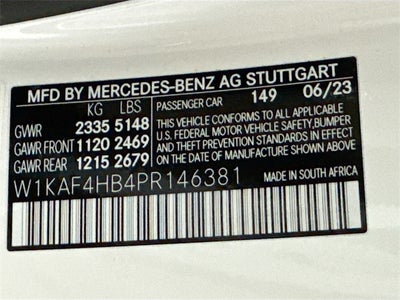 MFD BY MERCEDES-BENZ AG STUTTGART
KG LBS PASSENGER CAR 149 06/23
GVWR 2335 5148
GAWR FRONT 1120 2469
GAWR REAR 1215 2679
THIS VEHICLE CONFORMS TO ALL APPLICABLE
U.S. FEDERAL MOTOR VEHICLE SAFETY, BUMPER
AND THEFT PREVENTION STANDARDS IN EFFECT
ON THE DATE OF MANUFACTURE SHOWN ABOVE.
W1KAF4HB4PR146381 MADE IN SOUTH AFRICA